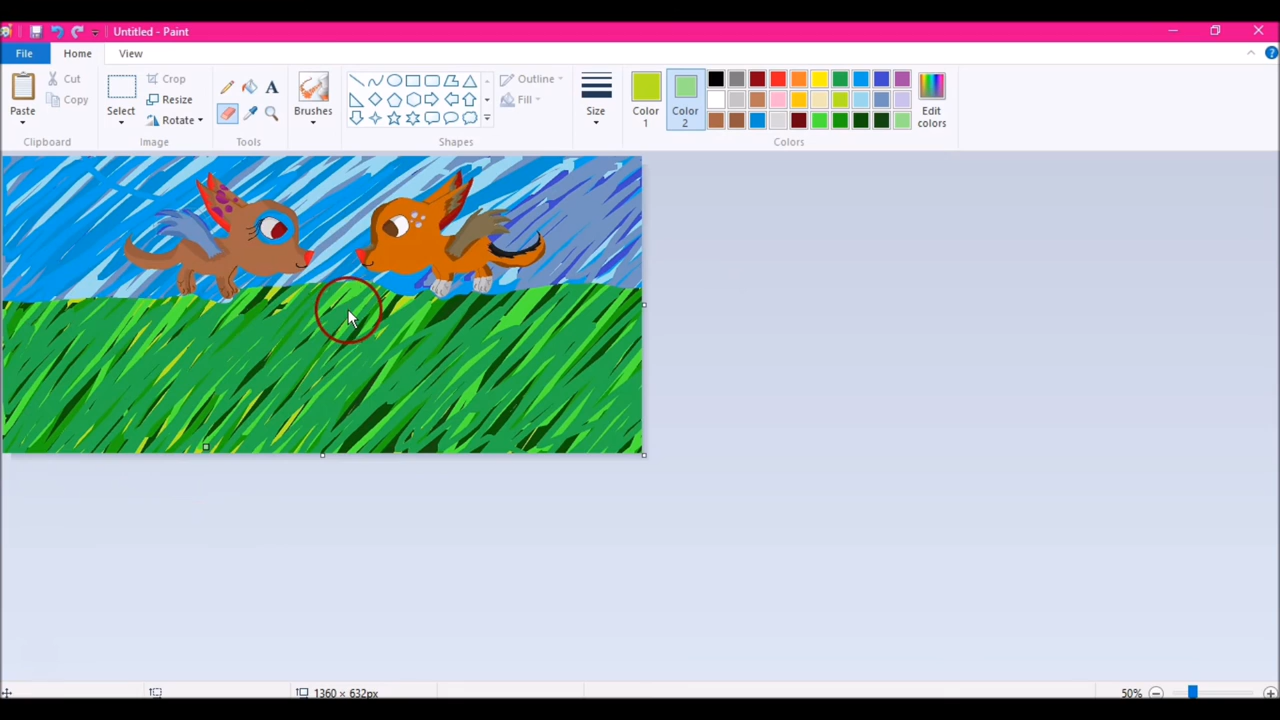 Untitled - Paint
File Home View
Cut Crop Outline
Copy Resize Fill
Paste Select Rotate Brushes Size Color 1 Color 2 Edit colors
Clipboard Image Tools Shapes Colors
1360 × 632px 50%